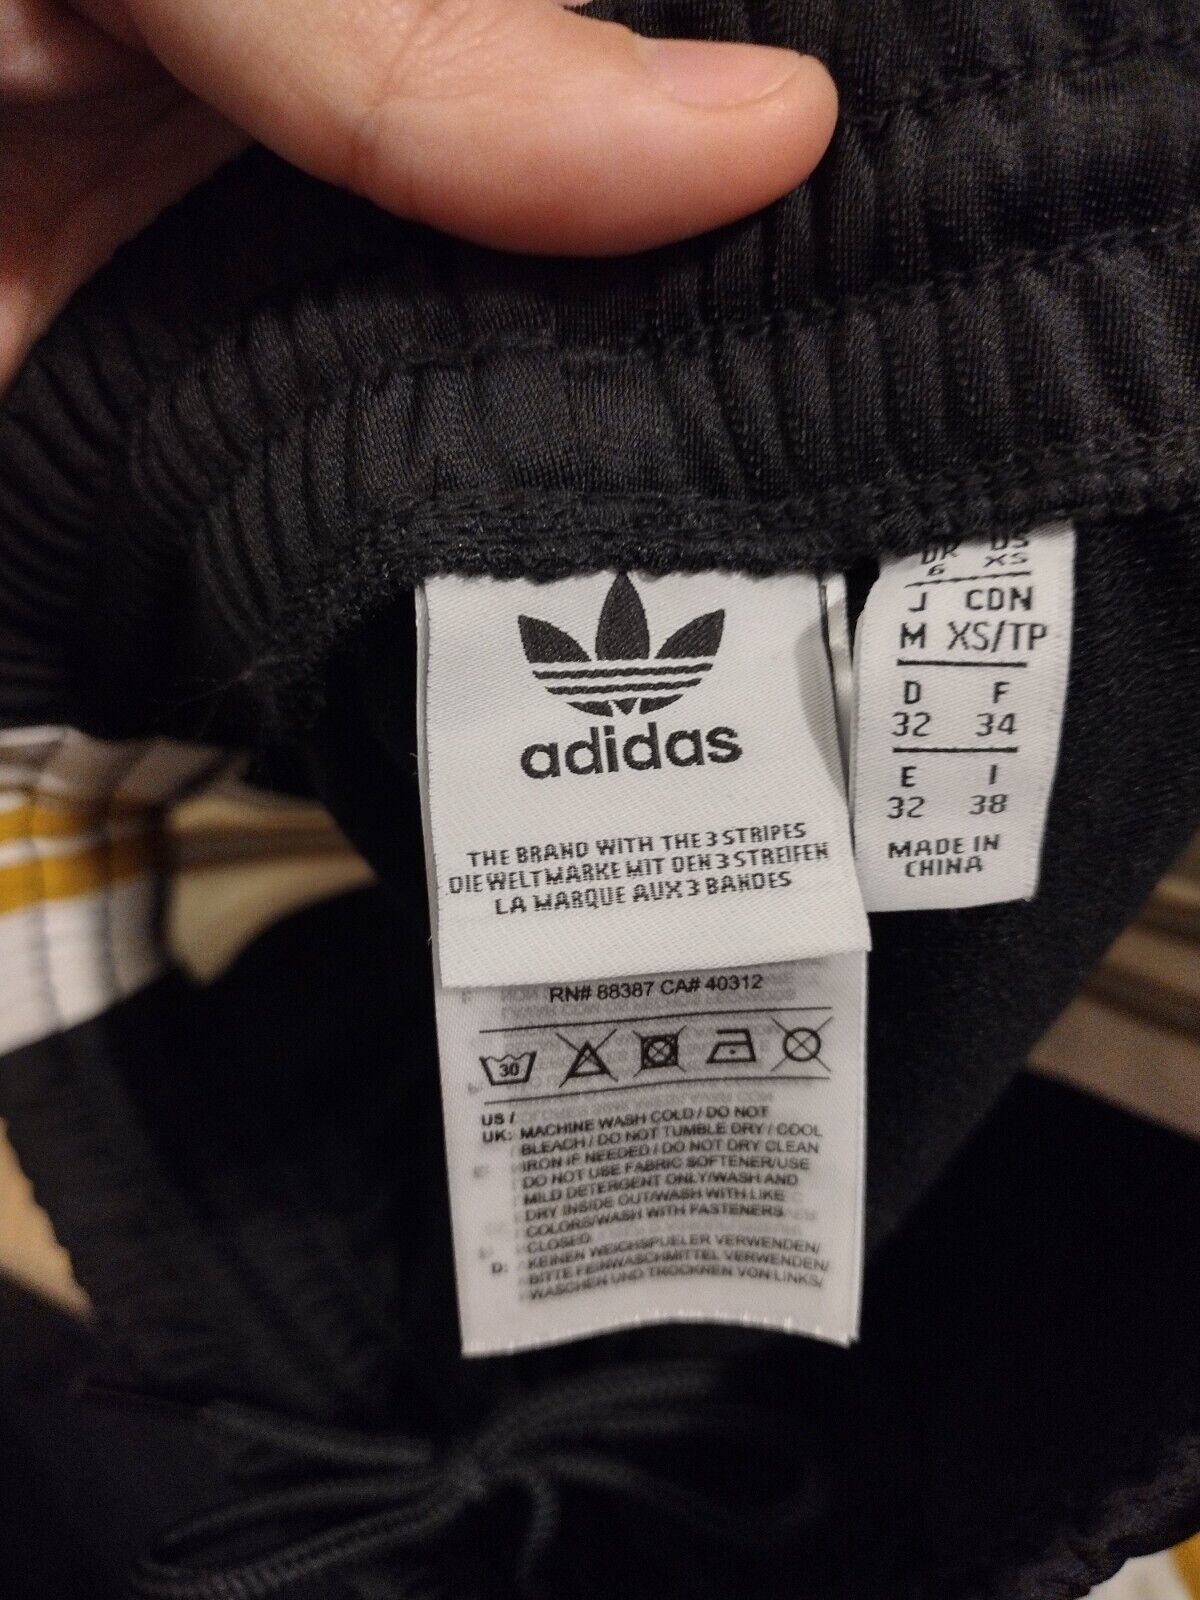 adidas
THE BRAND WITH THE 3 STRIPES
DIE WELTMARKE MIT DEN 3 STREIFEN
LA MARQUE AUX 3 BANDES
RN# 88387 CA# 40312
30
US /
UK: MACHINE WASH COLD / DO NOT
BLEACH / DO NOT TUMBLE DRY / COOL
IRON IF NEEDED / DO NOT DRY CLEAN
DO NOT USE FABRIC SOFTENER/USE
MILD DETERGENT ONLY/WASH AND
DRY INSIDE OUT/WASH WITH LIKE
COLORS/WASH WITH FASTENERS
CLOSED
D: KEINEN WEICHSPUELER VERWENDEN/
BITTE FEINWASCHMITTEL VERWENDEN/
WASCHEN UND TROCKNEN VON LINKS/
US
6 XS
J CDN
M XS/TP
D F
32 34
E I
32 38
MADE IN
CHINA